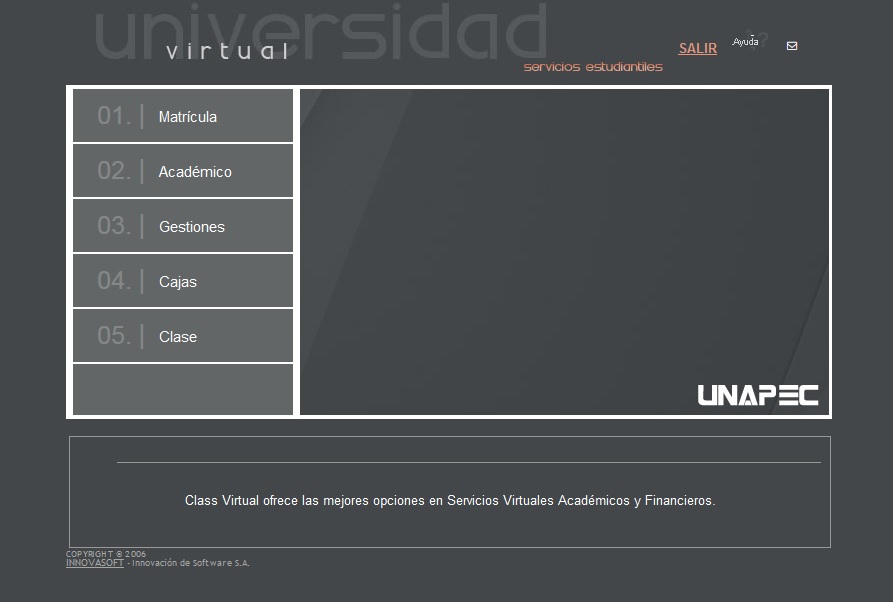 universidad
virtual
servicios estudiantiles
SALIR
Ayuda
01. | Matrícula
02. | Académico
03. | Gestiones
04. | Cajas
05. | Clase
UNAPEC
Class Virtual ofrece las mejores opciones en Servicios Virtuales Académicos y Financieros.
COPYRIGHT © 2006
INNOVASOFT - Innovación de Software S.A.